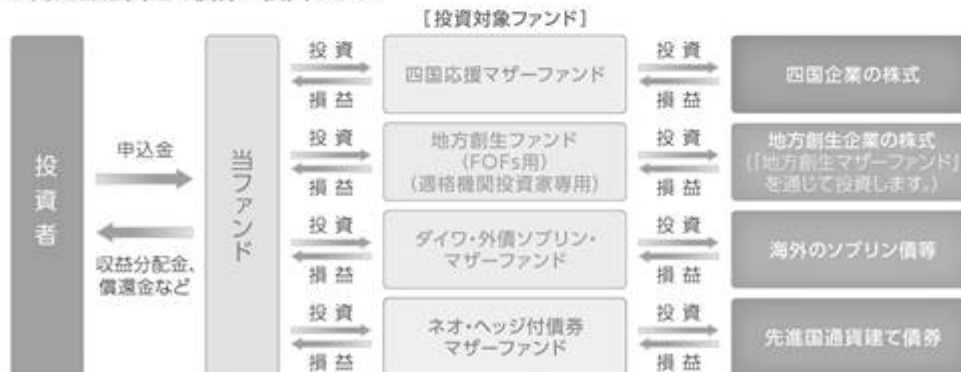 [投資対象ファンド]
投資者
申込金
収益分配金、
償還金など
当ファンド
投資
損益
四国応援マザーファンド
投資
損益
四国企業の株式
投資
損益
地方創生ファンド
(FOFs用)
(適格機関投資家専用)
投資
損益
地方創生企業の株式
(「地方創生マザーファンド」
を通じて投資します。)
投資
損益
ダイワ・外債ソブリン・
マザーファンド
投資
損益
海外のソブリン債等
投資
損益
ネオ・ヘッジ付債券
マザーファンド
投資
損益
先進国通貨建て債券